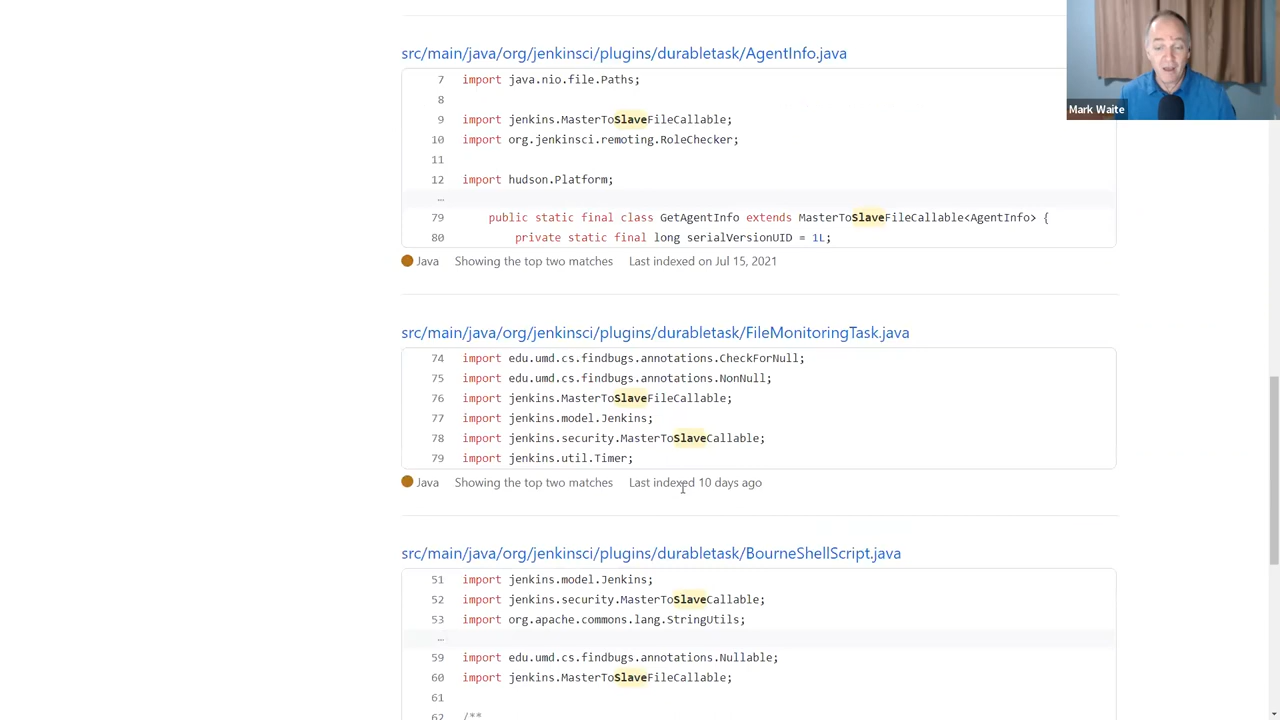 src/main/java/org/jenkinsci/plugins/durabletask/AgentInfo.java
7 import java.nio.file.Paths;
8
9 import jenkins.MasterToSlaveFileCallable;
10 import org.jenkinsci.remoting.RoleChecker;
11
12 import hudson.Platform;
…
79 public static final class GetAgentInfo extends MasterToSlaveFileCallable<AgentInfo> {
80 private static final long serialVersionUID = 1L;
Java Showing the top two matches Last indexed on Jul 15, 2021
src/main/java/org/jenkinsci/plugins/durabletask/FileMonitoringTask.java
74 import edu.umd.cs.findbugs.annotations.CheckForNull;
75 import edu.umd.cs.findbugs.annotations.NonNull;
76 import jenkins.MasterToSlaveFileCallable;
77 import jenkins.model.Jenkins;
78 import jenkins.security.MasterToSlaveCallable;
79 import jenkins.util.Timer;
Java Showing the top two matches Last indexed 10 days ago
src/main/java/org/jenkinsci/plugins/durabletask/BourneShellScript.java
51 import jenkins.model.Jenkins;
52 import jenkins.security.MasterToSlaveCallable;
53 import org.apache.commons.lang.StringUtils;
…
59 import edu.umd.cs.findbugs.annotations.Nullable;
60 import jenkins.MasterToSlaveFileCallable;
61
62 /**
Mark Waite